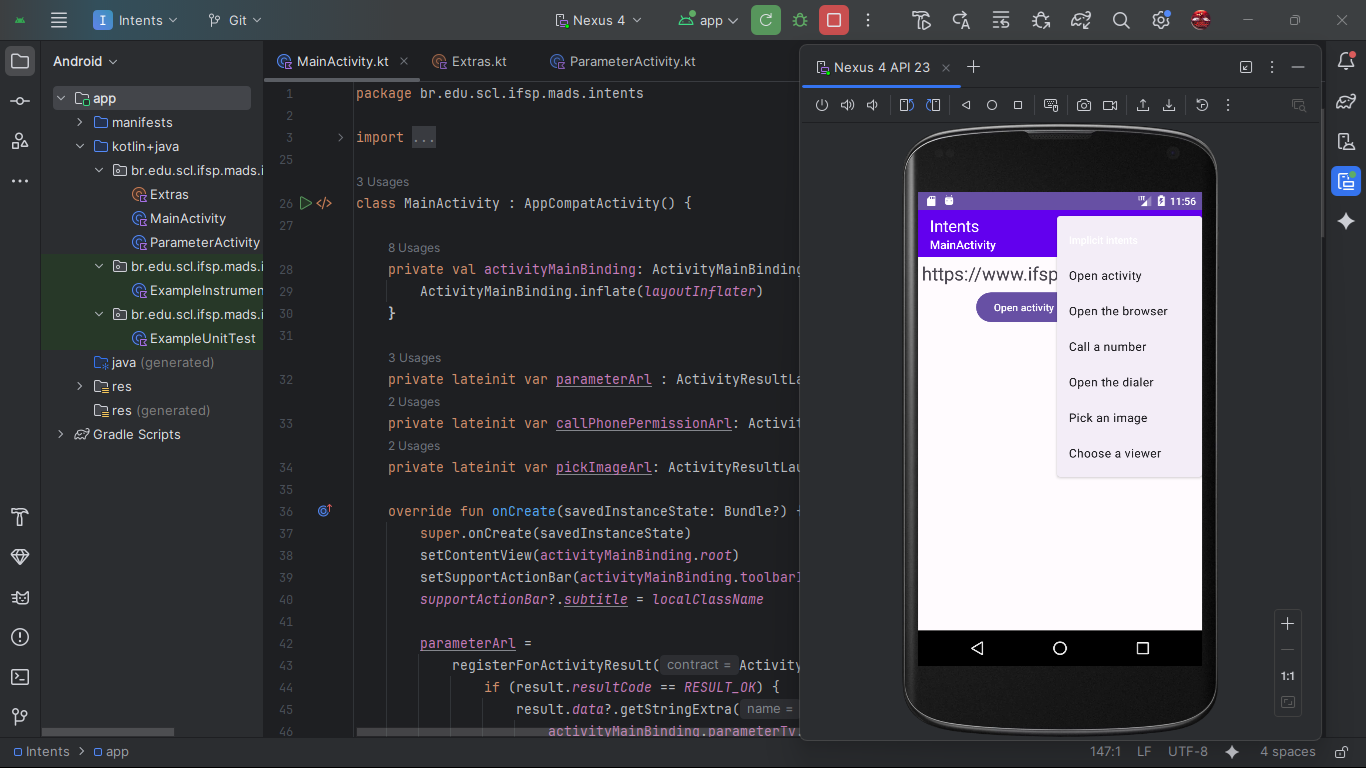 Intents
Git
Nexus 4
app
Android
app
manifests
kotlin+java
br.edu.scl.ifsp.mads.i
Extras
MainActivity
ParameterActivity
br.edu.scl.ifsp.mads.i
ExampleInstrumen
br.edu.scl.ifsp.mads.i
ExampleUnitTest
java (generated)
res
res (generated)
Gradle Scripts
MainActivity.kt
Extras.kt
ParameterActivity.kt
1 package br.edu.scl.ifsp.mads.intents
3 import ...
25
3 Usages
26 class MainActivity : AppCompatActivity() {
27
8 Usages
28 private val activityMainBinding: ActivityMainBinding
29 ActivityMainBinding.inflate(layoutInflater)
30 }
31
3 Usages
32 private lateinit var parameterArl : ActivityResultLa
2 Usages
33 private lateinit var callPhonePermissionArl: Activit
2 Usages
34 private lateinit var pickImageArl: ActivityResultLau
35
36 override fun onCreate(savedInstanceState: Bundle?) {
37 super.onCreate(savedInstanceState)
38 setContentView(activityMainBinding.root)
39 setSupportActionBar(activityMainBinding.toolbarI
40 supportActionBar?.subtitle = localClassName
41
42 parameterArl =
43 registerForActivityResult( contract = Activity
44 if (result.resultCode == RESULT_OK) {
45 result.data?.getStringExtra( name =
46 activityMainBinding.parameterTv.
Nexus 4 API 23
11:56
Intents
MainActivity
https://www.ifsp
Open activity
Implicit intents
Open activity
Open the browser
Call a number
Open the dialer
Pick an image
Choose a viewer
1:1
Intents
app
147:1
LF
UTF-8
4 spaces